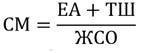 СМ = (ЕА + ТШ) / ЖСО